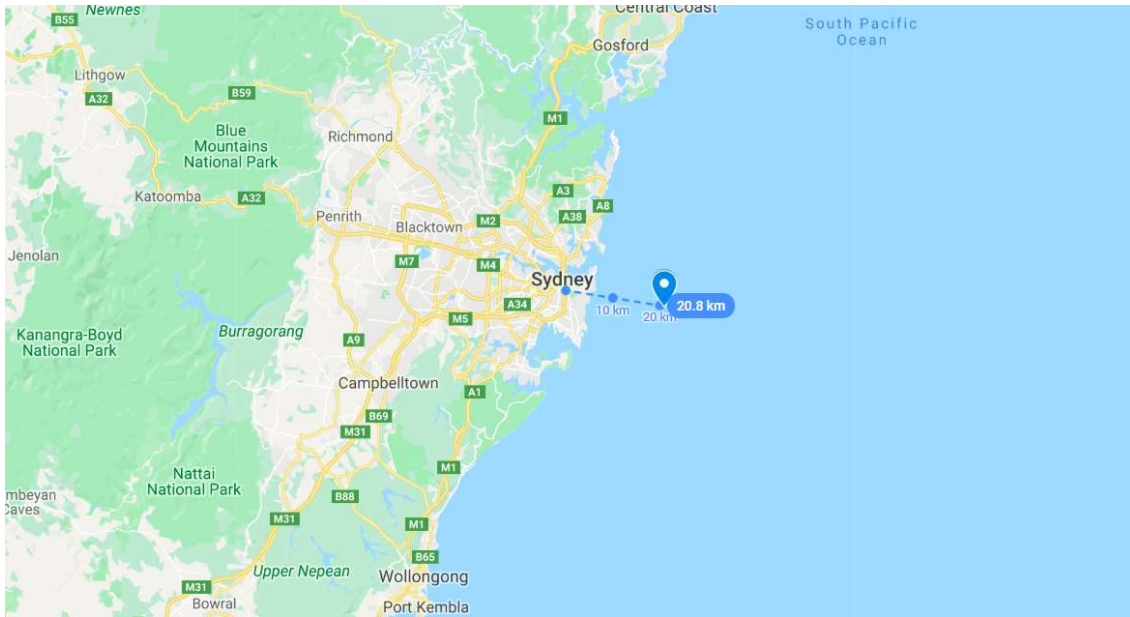 Newnes
Central Coast
B55
South Pacific
Ocean
Gosford
Lithgow
A32
B59
M1
Blue
Mountains
National Park
Richmond
Katoomba
A32
A3
A8
A38
Penrith
Blacktown
M2
Jenolan
M7
M4
Sydney
10 km
20 km
20.8 km
A34
M5
Kanangra-Boyd
National Park
Burragorang
A9
Campbelltown
A1
B69
M31
M1
Nattai
National Park
mbeyan
Caves
B88
M31
M1
B65
Upper Nepean
Wollongong
M31
Bowral
Port Kembla